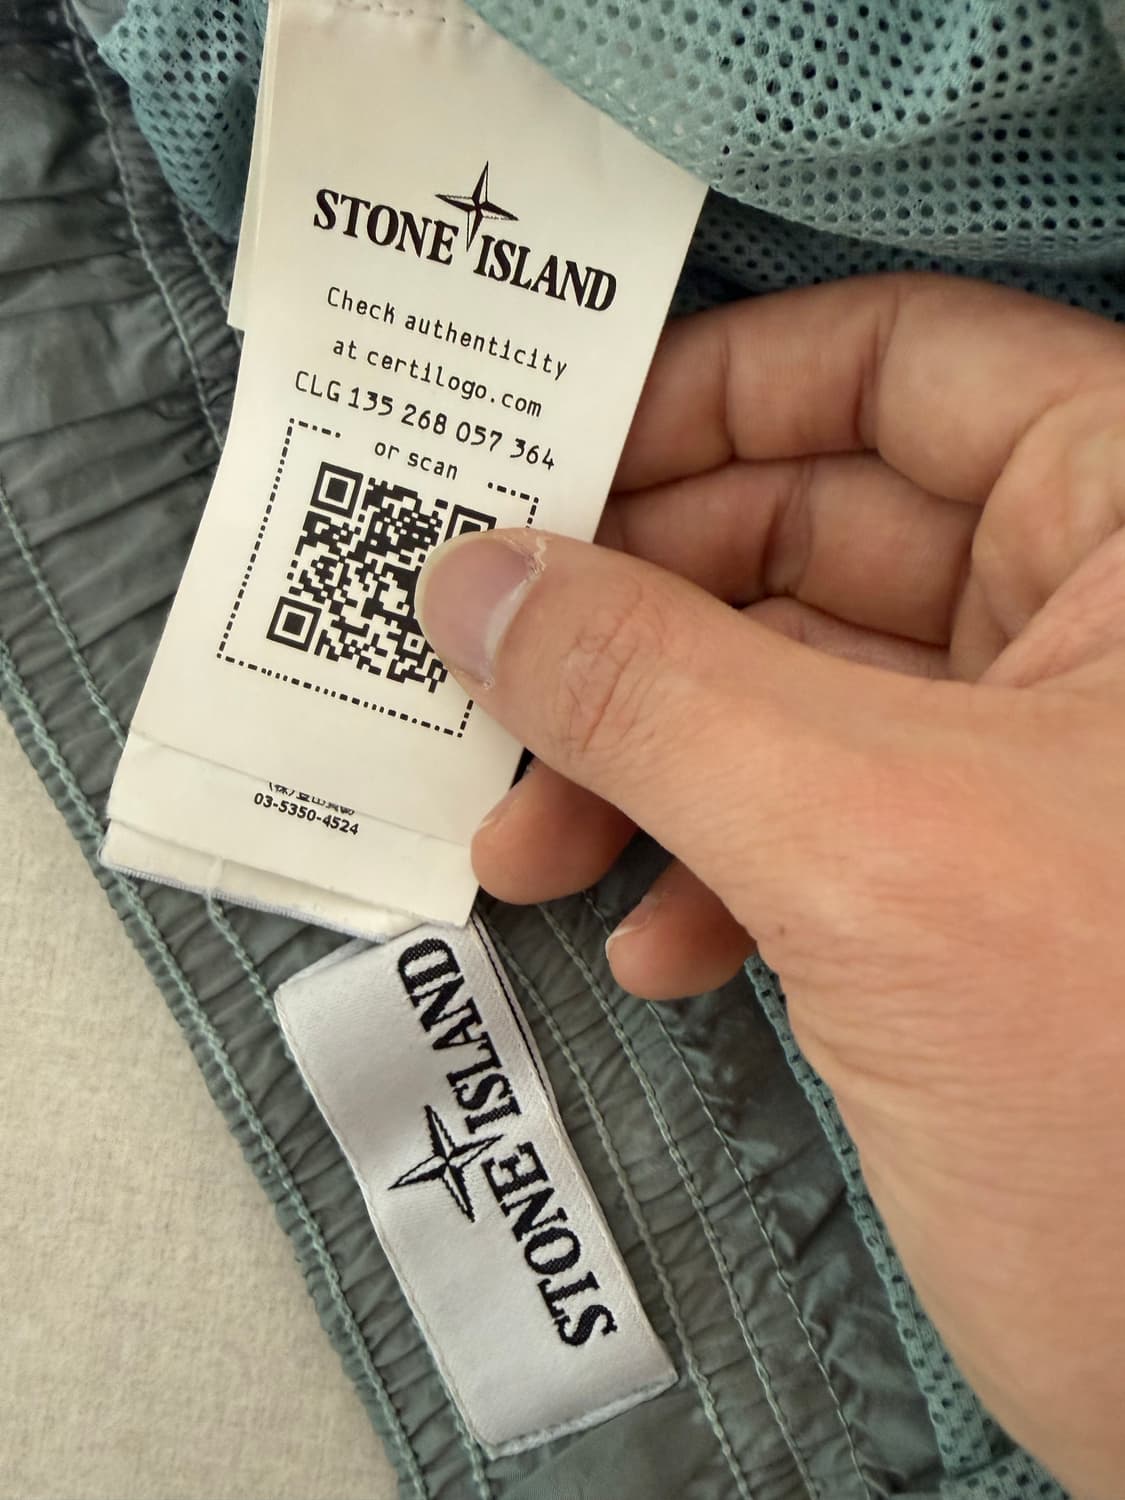 STONE ISLAND
Check authenticity
at certilogo.com
CLG 135 268 057 364
or scan
03-5350-4524
STONE ISLAND